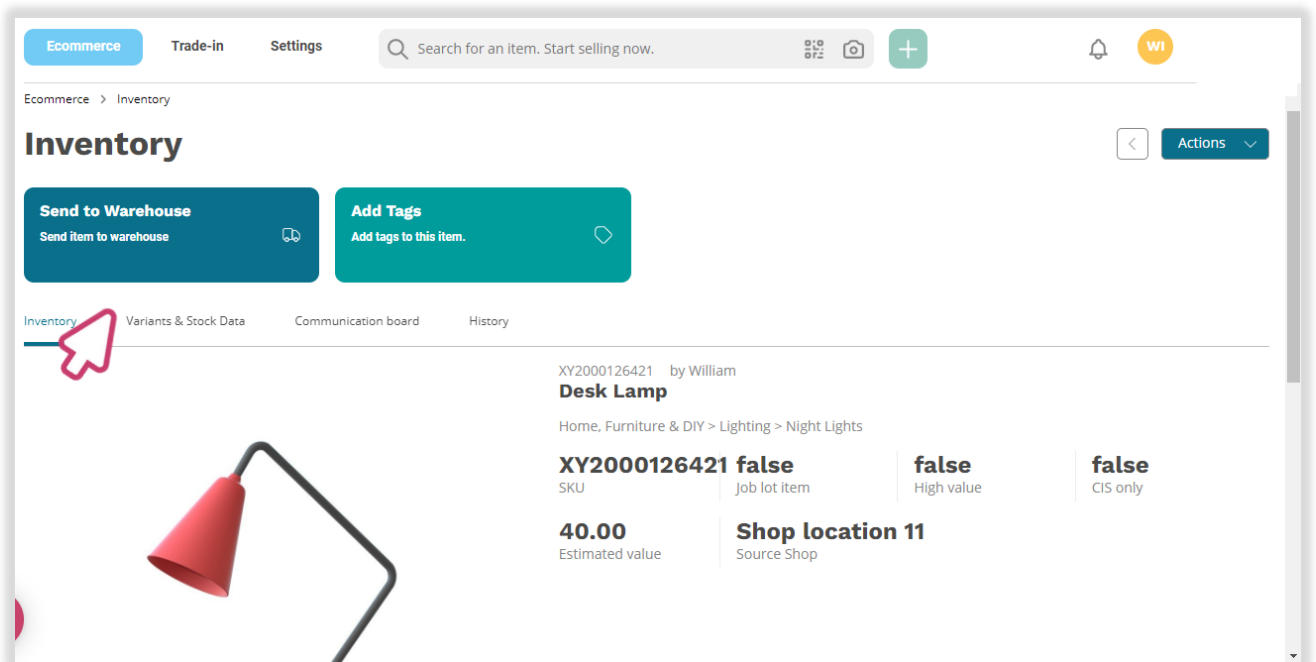 Ecommerce Trade-in Settings Search for an item. Start selling now. WI
Ecommerce > Inventory
Inventory
Actions
Send to Warehouse
Send item to warehouse
Add Tags
Add tags to this item.
Inventory Variants & Stock Data Communication board History
XY2000126421 by William
Desk Lamp
Home, Furniture & DIY > Lighting > Night Lights
XY2000126421 false false false
SKU Job lot item High value CIS only
40.00 Shop location 11
Estimated value Source Shop